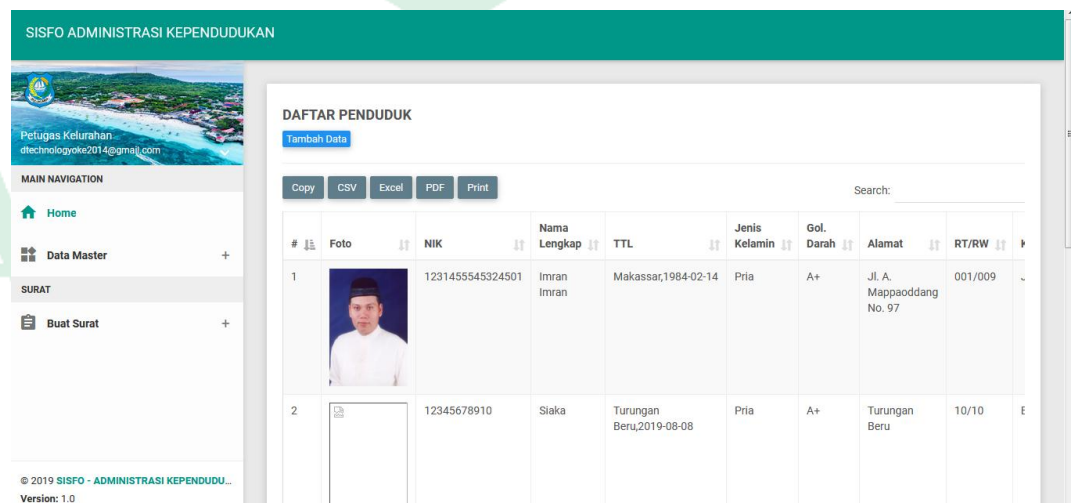 SISFO ADMINISTRASI KEPENDUDUKAN
Petugas Kelurahan
dtechnologyoke2014@gmail.com
MAIN NAVIGATION
Home
Data Master +
SURAT
Buat Surat +
© 2019 SISFO - ADMINISTRASI KEPENDUDU...
Version: 1.0
DAFTAR PENDUDUK
Tambah Data
Copy CSV Excel PDF Print
Search:
# Foto NIK Nama Lengkap TTL Jenis Kelamin Gol. Darah Alamat RT/RW
1 1231455545324501 Imran Imran Makassar,1984-02-14 Pria A+ Jl. A. Mappaoddang No. 97 001/009
2 12345678910 Siaka Turungan Beru,2019-08-08 Pria A+ Turungan Beru 10/10